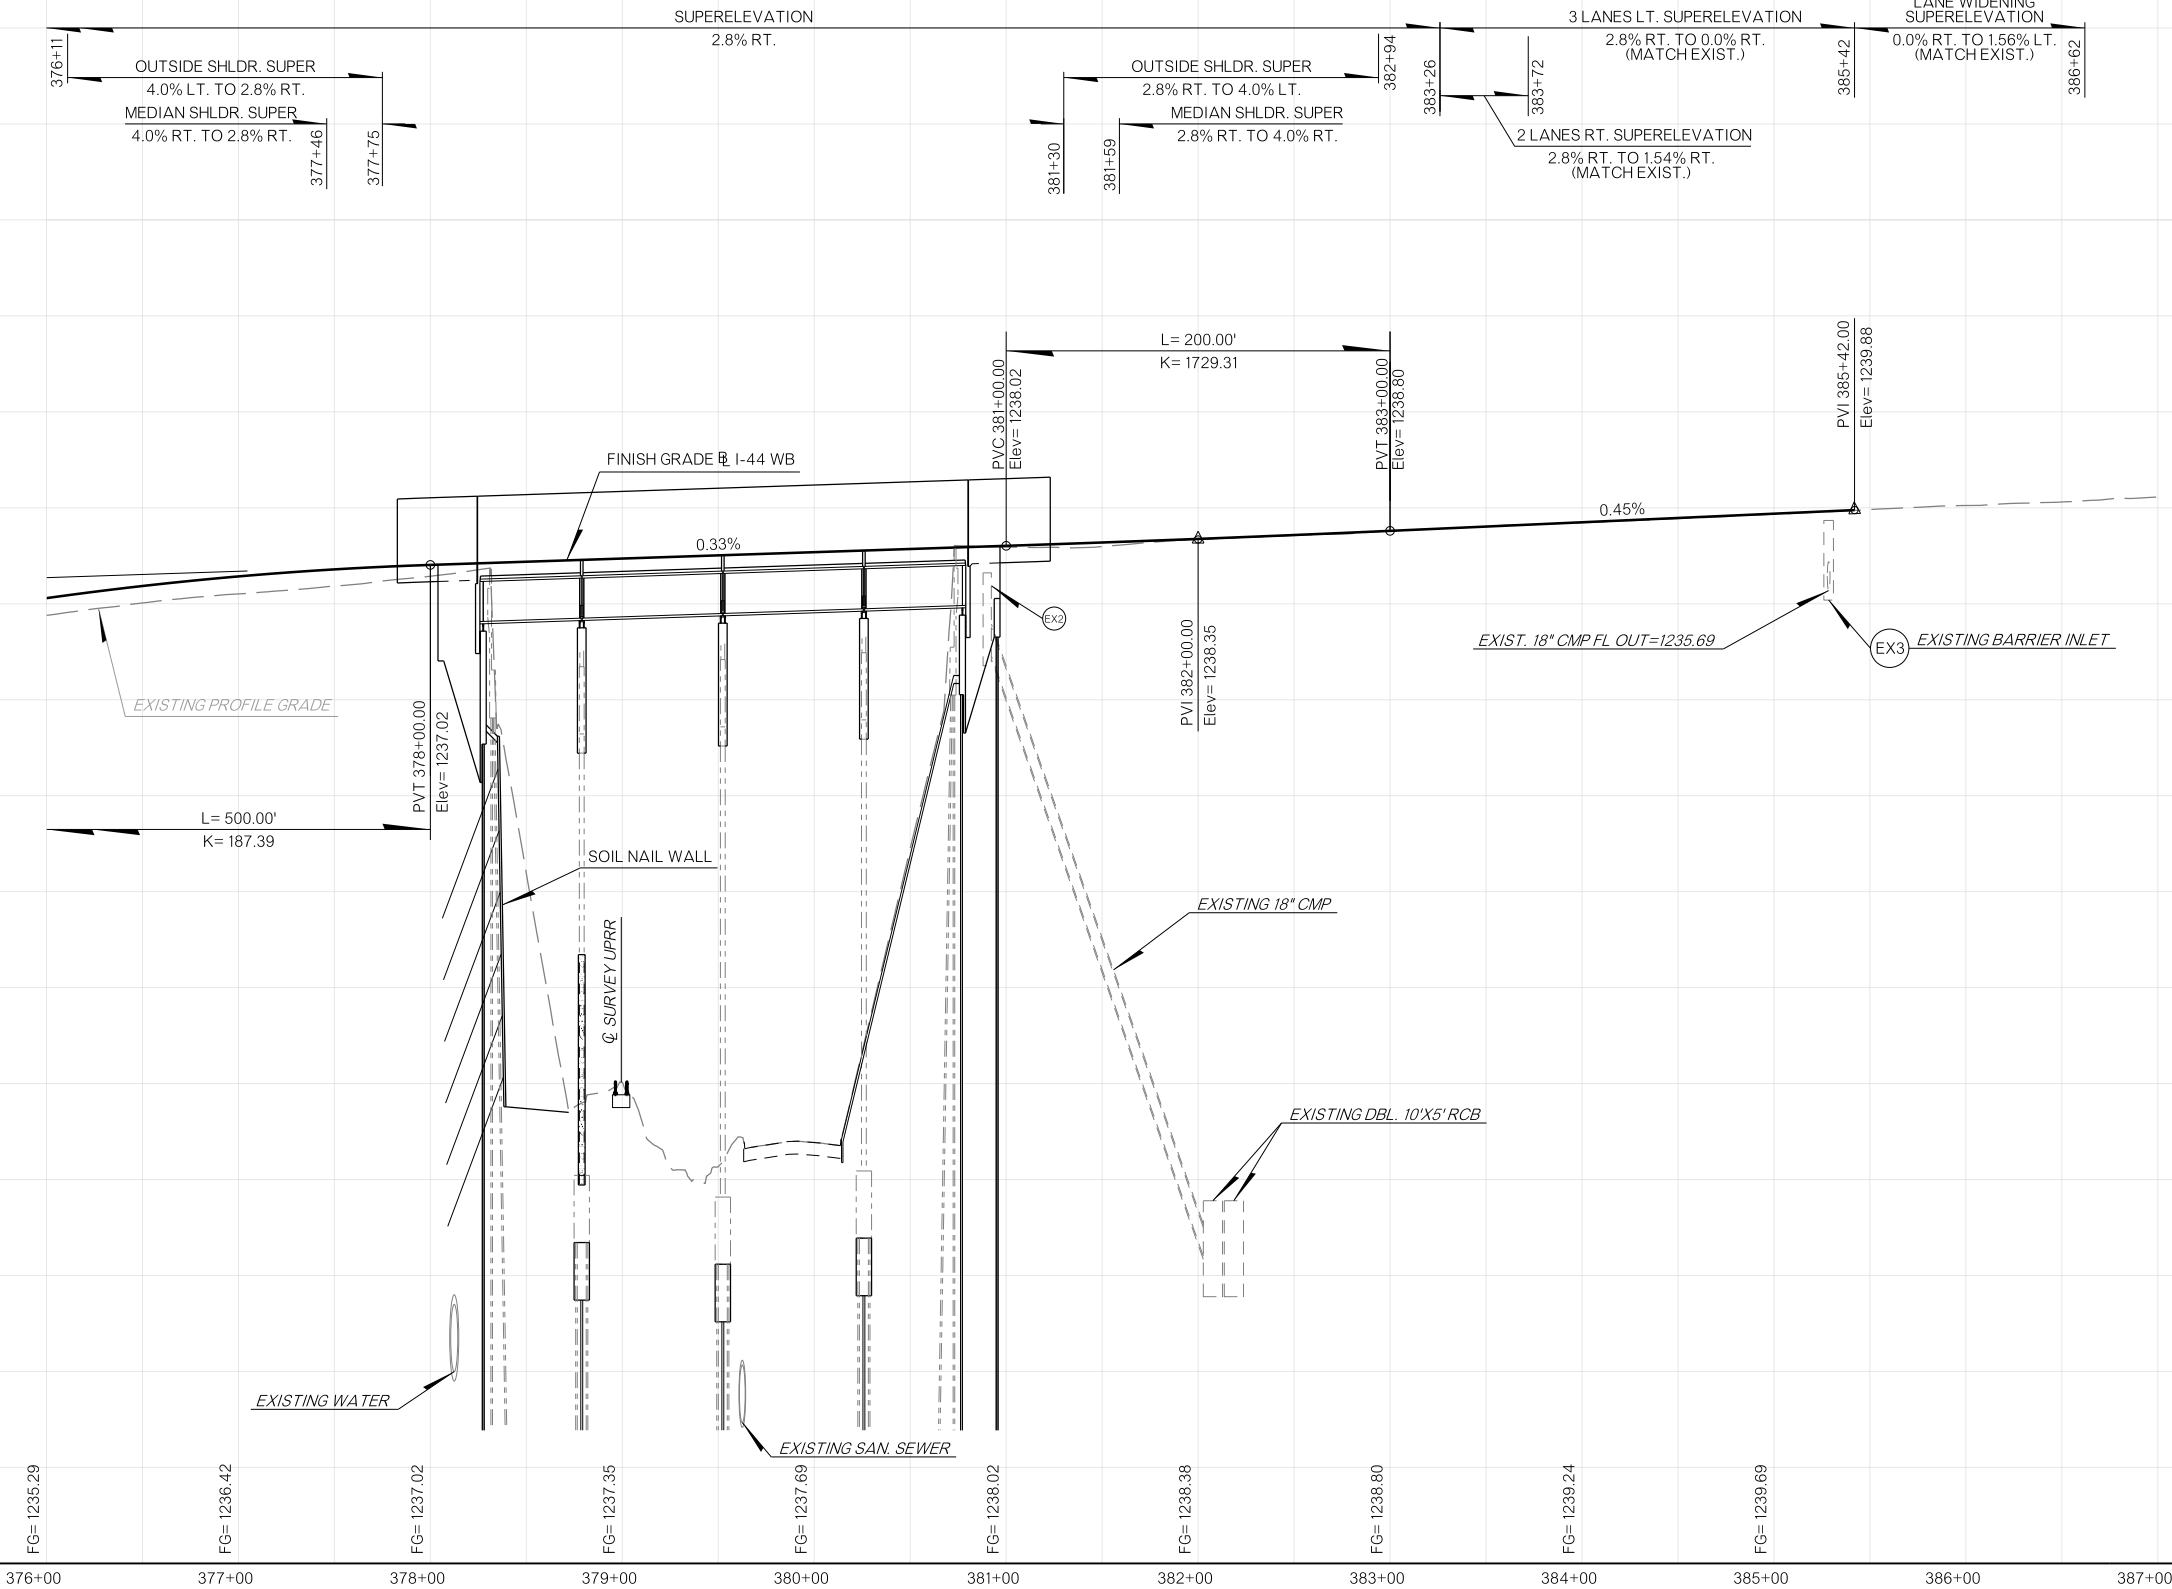 SUPERELEVATION
2.8% RT.
3 LANES LT. SUPERELEVATION
2.8% RT. TO 0.0% RT.
(MATCH EXIST.)
LANE WIDENING
SUPERELEVATION
0.0% RT. TO 1.56% LT.
(MATCH EXIST.)
376+11
OUTSIDE SHLDR. SUPER
4.0% LT. TO 2.8% RT.
MEDIAN SHLDR. SUPER
4.0% RT. TO 2.8% RT.
377+46
377+75
OUTSIDE SHLDR. SUPER
2.8% RT. TO 4.0% LT.
MEDIAN SHLDR. SUPER
2.8% RT. TO 4.0% RT.
381+30
381+59
382+94
383+26
383+72
385+42
386+62
2 LANES RT. SUPERELEVATION
2.8% RT. TO 1.54% RT.
(MATCH EXIST.)
L= 200.00'
K= 1729.31
PVC 381+00.00
Elev= 1238.02
PVT 383+00.00
Elev= 1238.80
PVI 385+42.00
Elev= 1239.88
FINISH GRADE ℄ I-44 WB
0.33%
0.45%
EX2
EXIST. 18" CMP FL OUT=1235.69
EX3
EXISTING BARRIER INLET
EXISTING PROFILE GRADE
PVT 378+00.00
Elev= 1237.02
PVI 382+00.00
Elev= 1238.35
L= 500.00'
K= 187.39
SOIL NAIL WALL
℄ SURVEY UPRR
EXISTING 18" CMP
EXISTING DBL. 10'X5' RCB
EXISTING WATER
EXISTING SAN. SEWER
FG= 1235.29
FG= 1236.42
FG= 1237.02
FG= 1237.35
FG= 1237.69
FG= 1238.02
FG= 1238.38
FG= 1238.80
FG= 1239.24
FG= 1239.69
376+00
377+00
378+00
379+00
380+00
381+00
382+00
383+00
384+00
385+00
386+00
387+00